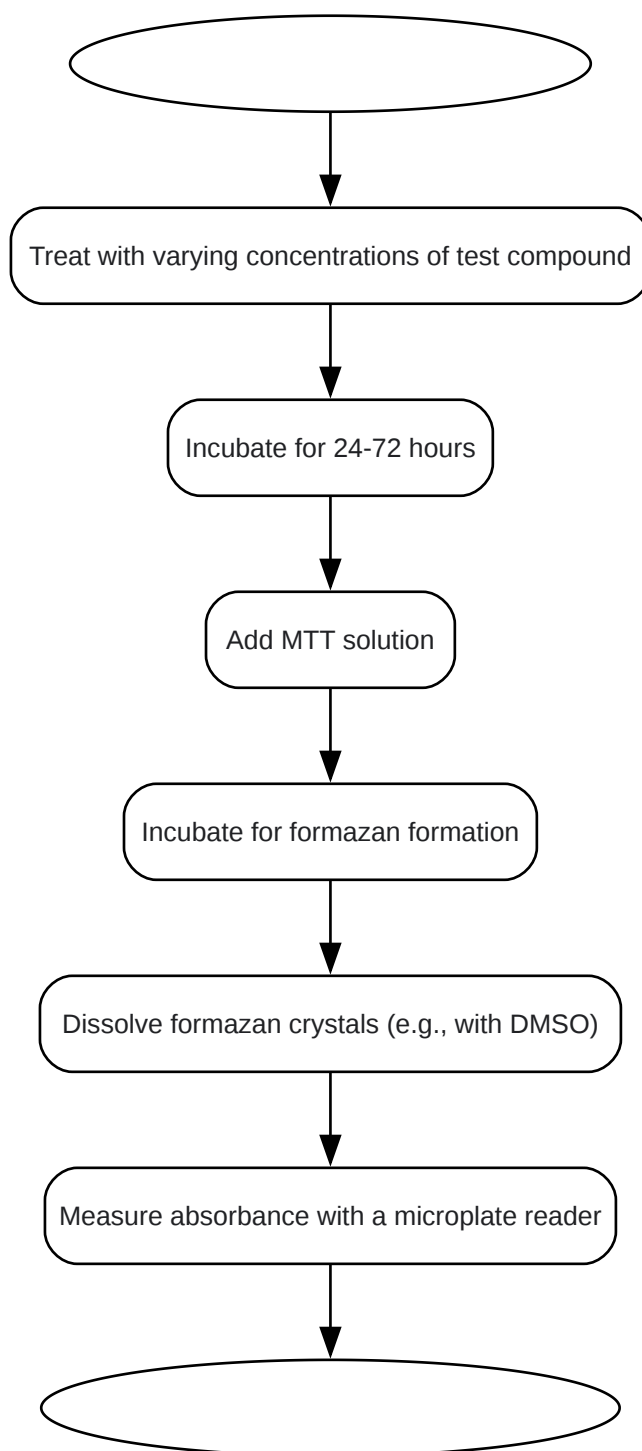 Treat with varying concentrations of test compound
Incubate for 24-72 hours
Add MTT solution
Incubate for formazan formation
Dissolve formazan crystals (e.g., with DMSO)
Measure absorbance with a microplate reader